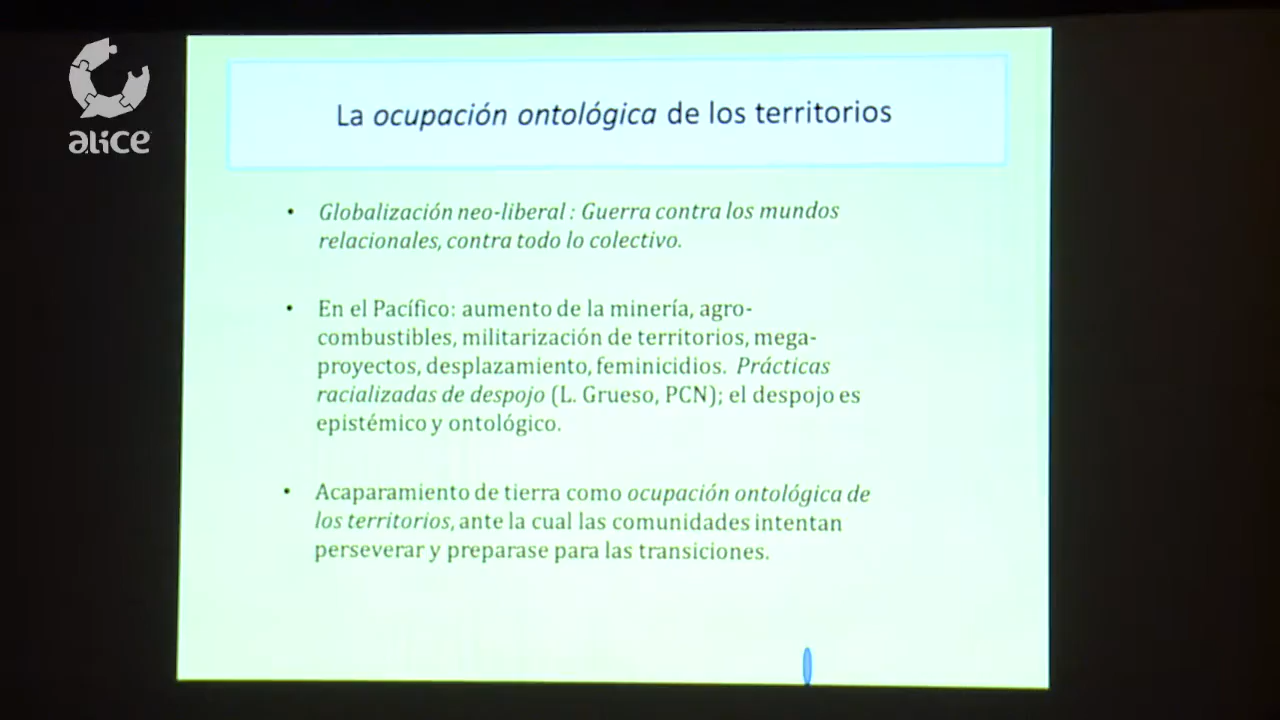 alice
La ocupación ontológica de los territorios
• Globalización neo-liberal : Guerra contra los mundos
relacionales, contra todo lo colectivo.
• En el Pacífico: aumento de la minería, agro-
combustibles, militarización de territorios, mega-
proyectos, desplazamiento, feminicidios. Prácticas
racializadas de despojo (L. Grueso, PCN); el despojo es
epistémico y ontológico.
• Acaparamiento de tierra como ocupación ontológica de
los territorios, ante la cual las comunidades intentan
perseverar y preparase para las transiciones.